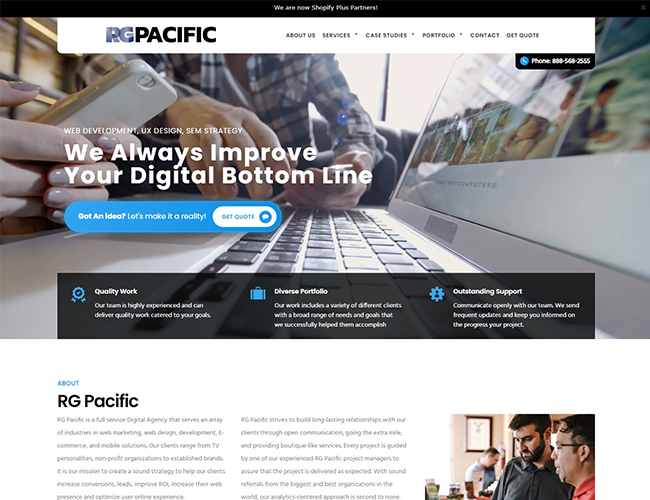 We are now Shopify Plus Partners!
X
RGPACIFIC
ABOUT US SERVICES CASE STUDIES PORTFOLIO CONTACT GET QUOTE
Phone: 888-568-2555
WEB DEVELOPMENT, UX DESIGN, SEM STRATEGY
We Always Improve
Your Digital Bottom Line
Got An Idea? Let's make it a reality! GET QUOTE
Quality Work
Our team is highly experienced and can
deliver quality work catered to your goals.
Diverse Portfolio
Our work includes a variety of different clients
with a broad range of needs and goals that
we successfully helped them accomplish
Outstanding Support
Communicate openly with our team. We send
frequent updates and keep you informed on
the progress your project.
ABOUT
RG Pacific
RG Pacific is a full service Digital Agency that serves an array
of industries in web marketing, web design, development, E-
commerce, and mobile solutions. Our clients range from TV
personalities, non-profit organizations to established brands.
It is our mission to create a sound strategy to help our clients
increase conversions, leads, improve ROI, increase their web
presence and optimize user online experience.
RG Pacific strives to build long-lasting relationships with our
clients through open communication, going the extra mile,
and providing boutique-like services. Every project is guided
by one of our experienced RG Pacific project managers to
assure that the project is delivered as expected. With sound
referrals from the biggest and best organizations in the
world, our analytics-centered approach is second to none.